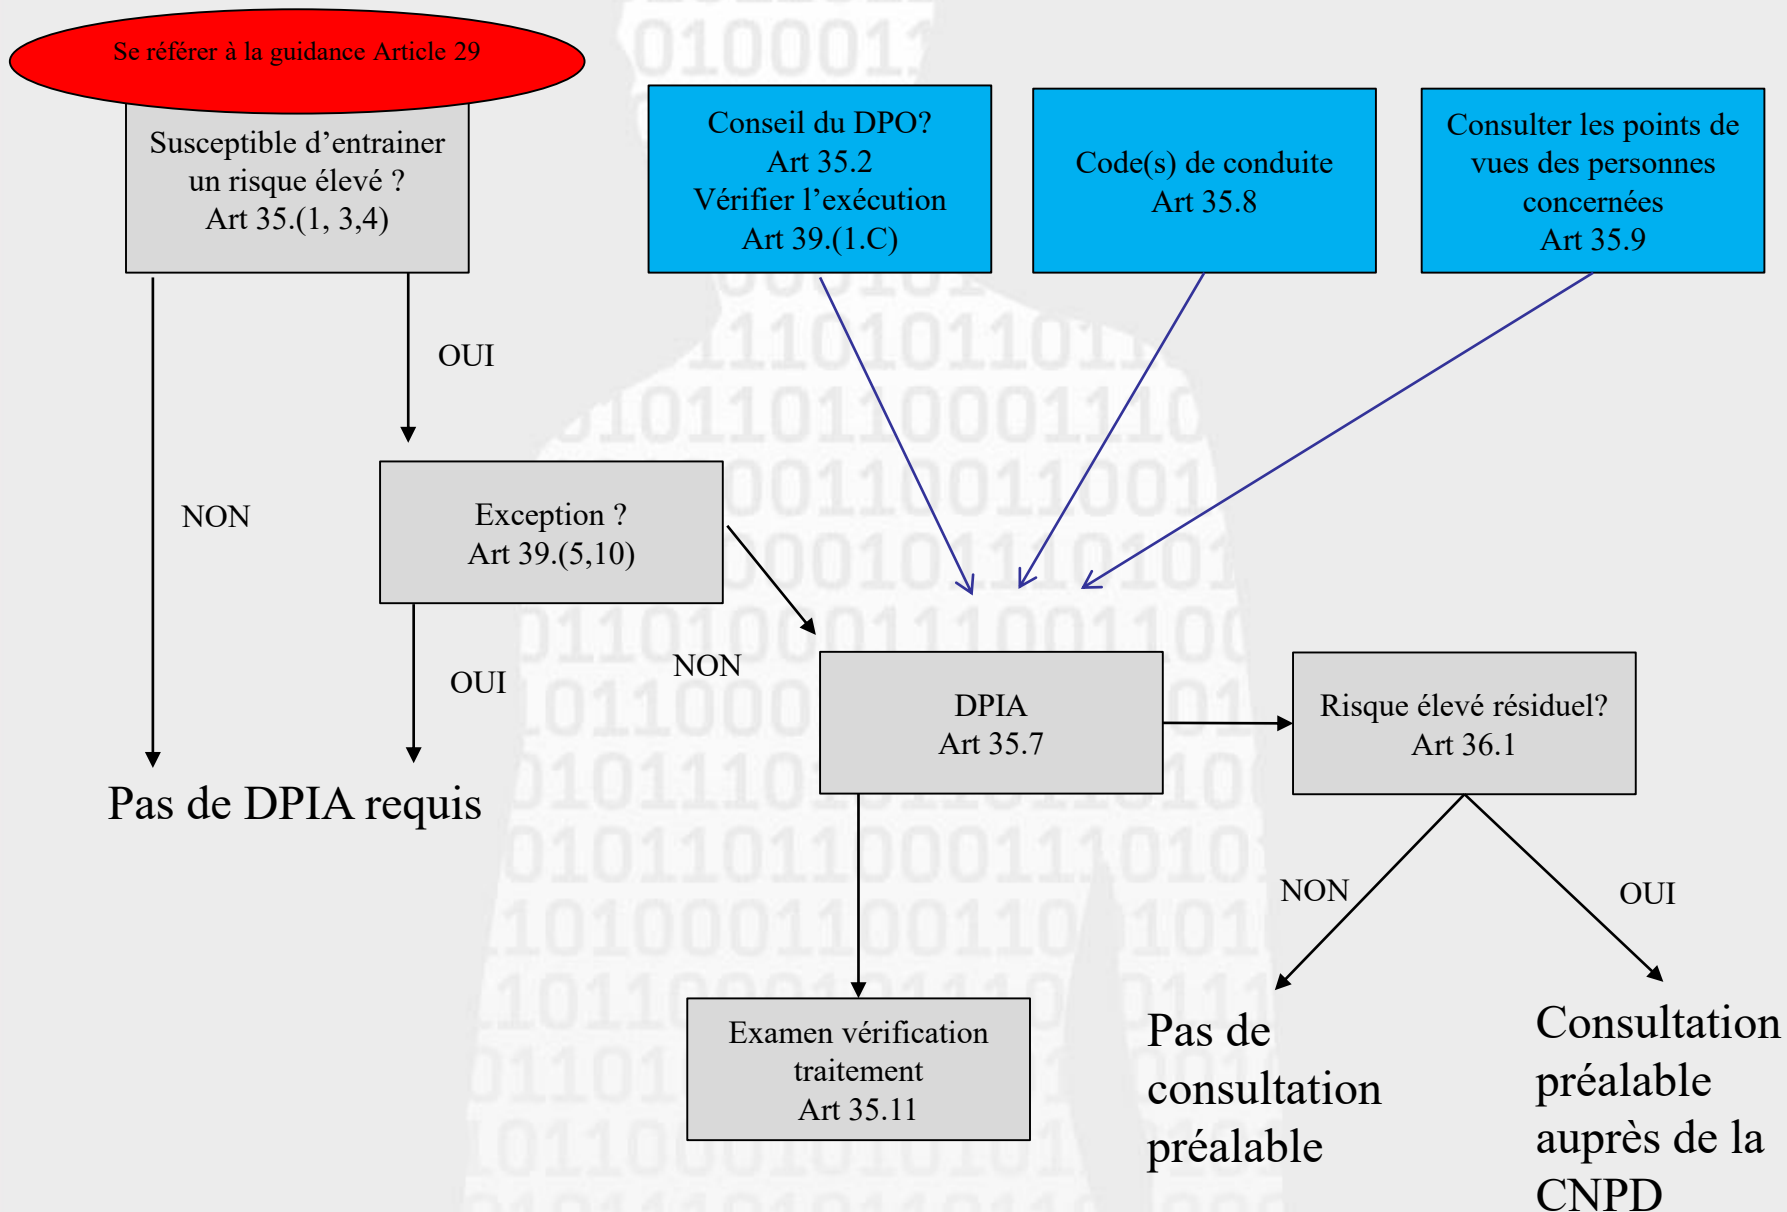 Se référer à la guidance Article 29
Susceptible d’entrainer
un risque élevé ?
Art 35.(1, 3,4)
Conseil du DPO?
Art 35.2
Vérifier l’exécution
Art 39.(1.C)
Code(s) de conduite
Art 35.8
Consulter les points de
vues des personnes
concernées
Art 35.9
OUI
NON
Exception ?
Art 39.(5,10)
OUI
NON
DPIA
Art 35.7
Risque élevé résiduel?
Art 36.1
Pas de DPIA requis
NON
OUI
Examen vérification
traitement
Art 35.11
Pas de
consultation
préalable
Consultation
préalable
auprès de la
CNPD